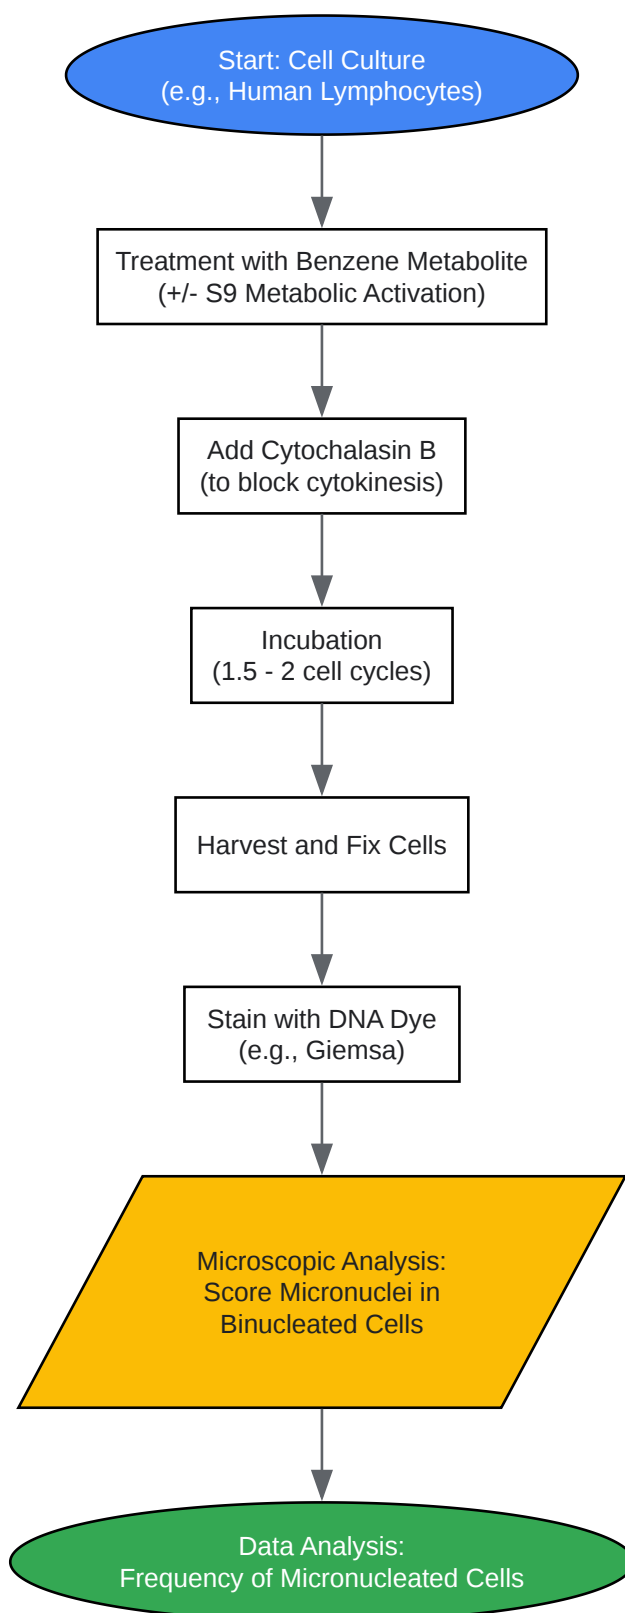 Start: Cell Culture
(e.g., Human Lymphocytes)
Treatment with Benzene Metabolite
(+/- S9 Metabolic Activation)
Add Cytochalasin B
(to block cytokinesis)
Incubation
(1.5 - 2 cell cycles)
Harvest and Fix Cells
Stain with DNA Dye
(e.g., Giemsa)
Microscopic Analysis:
Score Micronuclei in
Binucleated Cells
Data Analysis:
Frequency of Micronucleated Cells